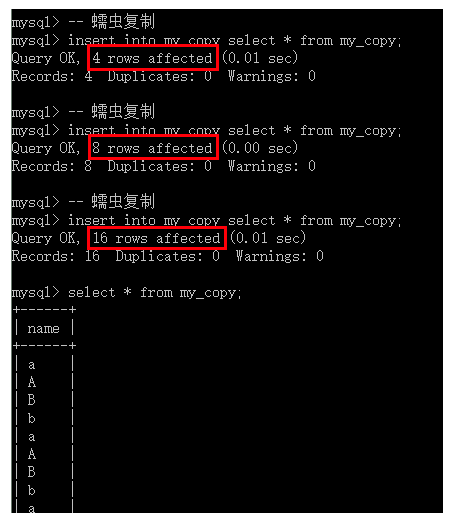 mysql> -- 蠕虫复制
mysql> insert into my_copy select * from my_copy;
Query OK, 4 rows affected (0.01 sec)
Records: 4  Duplicates: 0  Warnings: 0
mysql> -- 蠕虫复制
mysql> insert into my_copy select * from my_copy;
Query OK, 8 rows affected (0.00 sec)
Records: 8  Duplicates: 0  Warnings: 0
mysql> -- 蠕虫复制
mysql> insert into my_copy select * from my_copy;
Query OK, 16 rows affected (0.01 sec)
Records: 16  Duplicates: 0  Warnings: 0
mysql> select * from my_copy;
+------+
| name |
+------+
| a    |
| A    |
| B    |
| b    |
| a    |
| A    |
| B    |
| b    |
| a    |